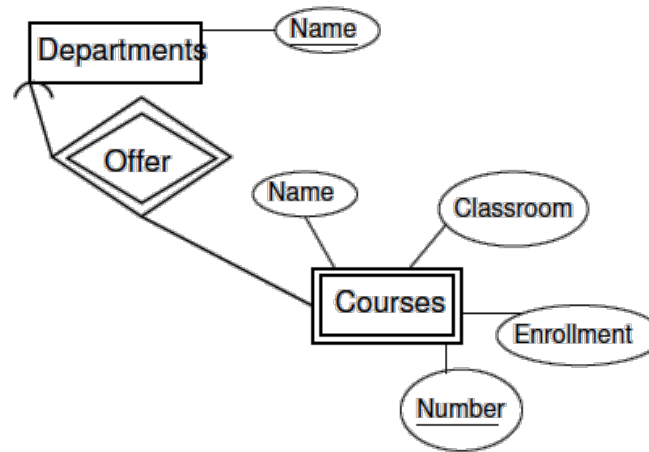 Departments
Name
Offer
Name
Classroom
Courses
Enrollment
Number